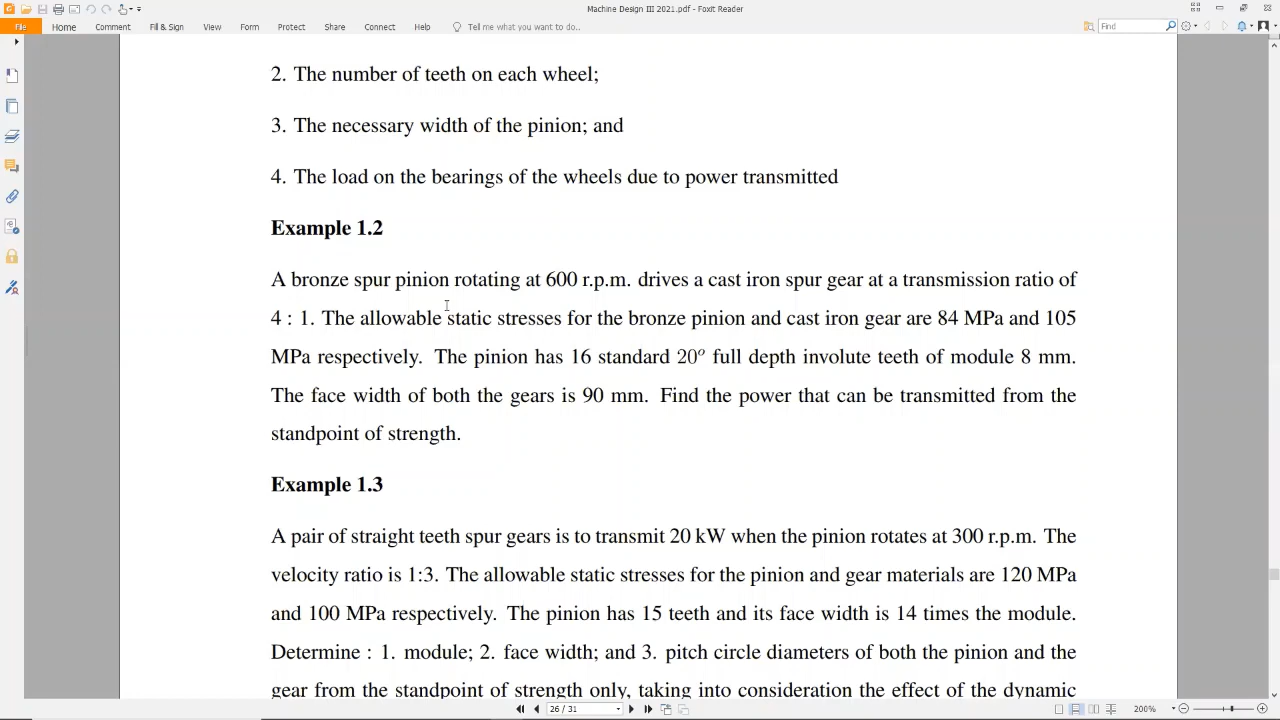 Machine Design III 2021.pdf - Foxit Reader
File Home Comment Fill & Sign View Form Protect Share Connect Help Tell me what you want to do.. Find
2. The number of teeth on each wheel;
3. The necessary width of the pinion; and
4. The load on the bearings of the wheels due to power transmitted
Example 1.2
A bronze spur pinion rotating at 600 r.p.m. drives a cast iron spur gear at a transmission ratio of
4 : 1. The allowable static stresses for the bronze pinion and cast iron gear are 84 MPa and 105
MPa respectively. The pinion has 16 standard 20° full depth involute teeth of module 8 mm.
The face width of both the gears is 90 mm. Find the power that can be transmitted from the
standpoint of strength.
Example 1.3
A pair of straight teeth spur gears is to transmit 20 kW when the pinion rotates at 300 r.p.m. The
velocity ratio is 1:3. The allowable static stresses for the pinion and gear materials are 120 MPa
and 100 MPa respectively. The pinion has 15 teeth and its face width is 14 times the module.
Determine : 1. module; 2. face width; and 3. pitch circle diameters of both the pinion and the
gear from the standpoint of strength only, taking into consideration the effect of the dynamic
26 / 31 200%